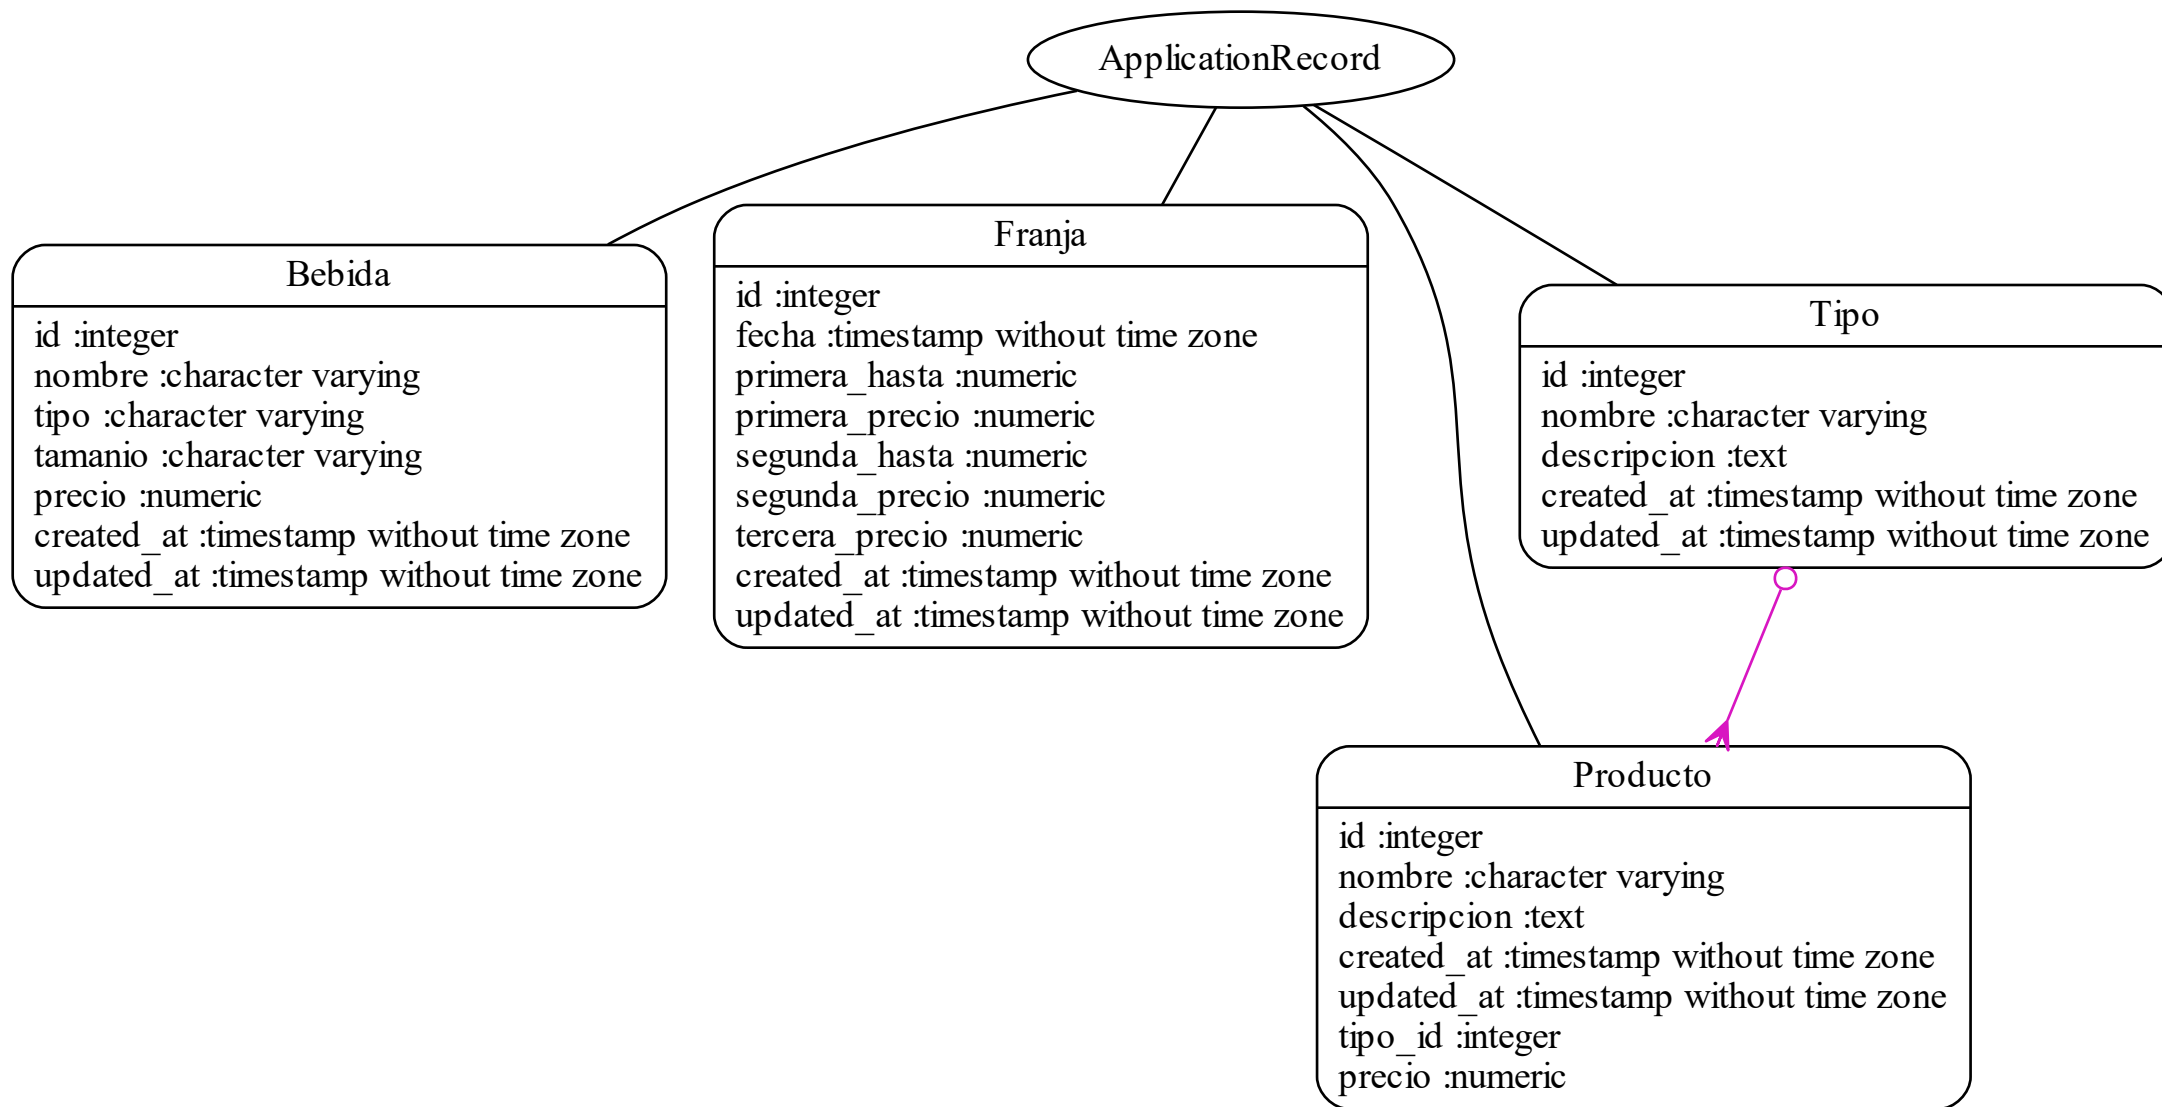 ApplicationRecord
Bebida
id :integer
nombre :character varying
tipo :character varying
tamanio :character varying
precio :numeric
created_at :timestamp without time zone
updated_at :timestamp without time zone
Franja
id :integer
fecha :timestamp without time zone
primera_hasta :numeric
primera_precio :numeric
segunda_hasta :numeric
segunda_precio :numeric
tercera_precio :numeric
created_at :timestamp without time zone
updated_at :timestamp without time zone
Tipo
id :integer
nombre :character varying
descripcion :text
created_at :timestamp without time zone
updated_at :timestamp without time zone
Producto
id :integer
nombre :character varying
descripcion :text
created_at :timestamp without time zone
updated_at :timestamp without time zone
tipo_id :integer
precio :numeric